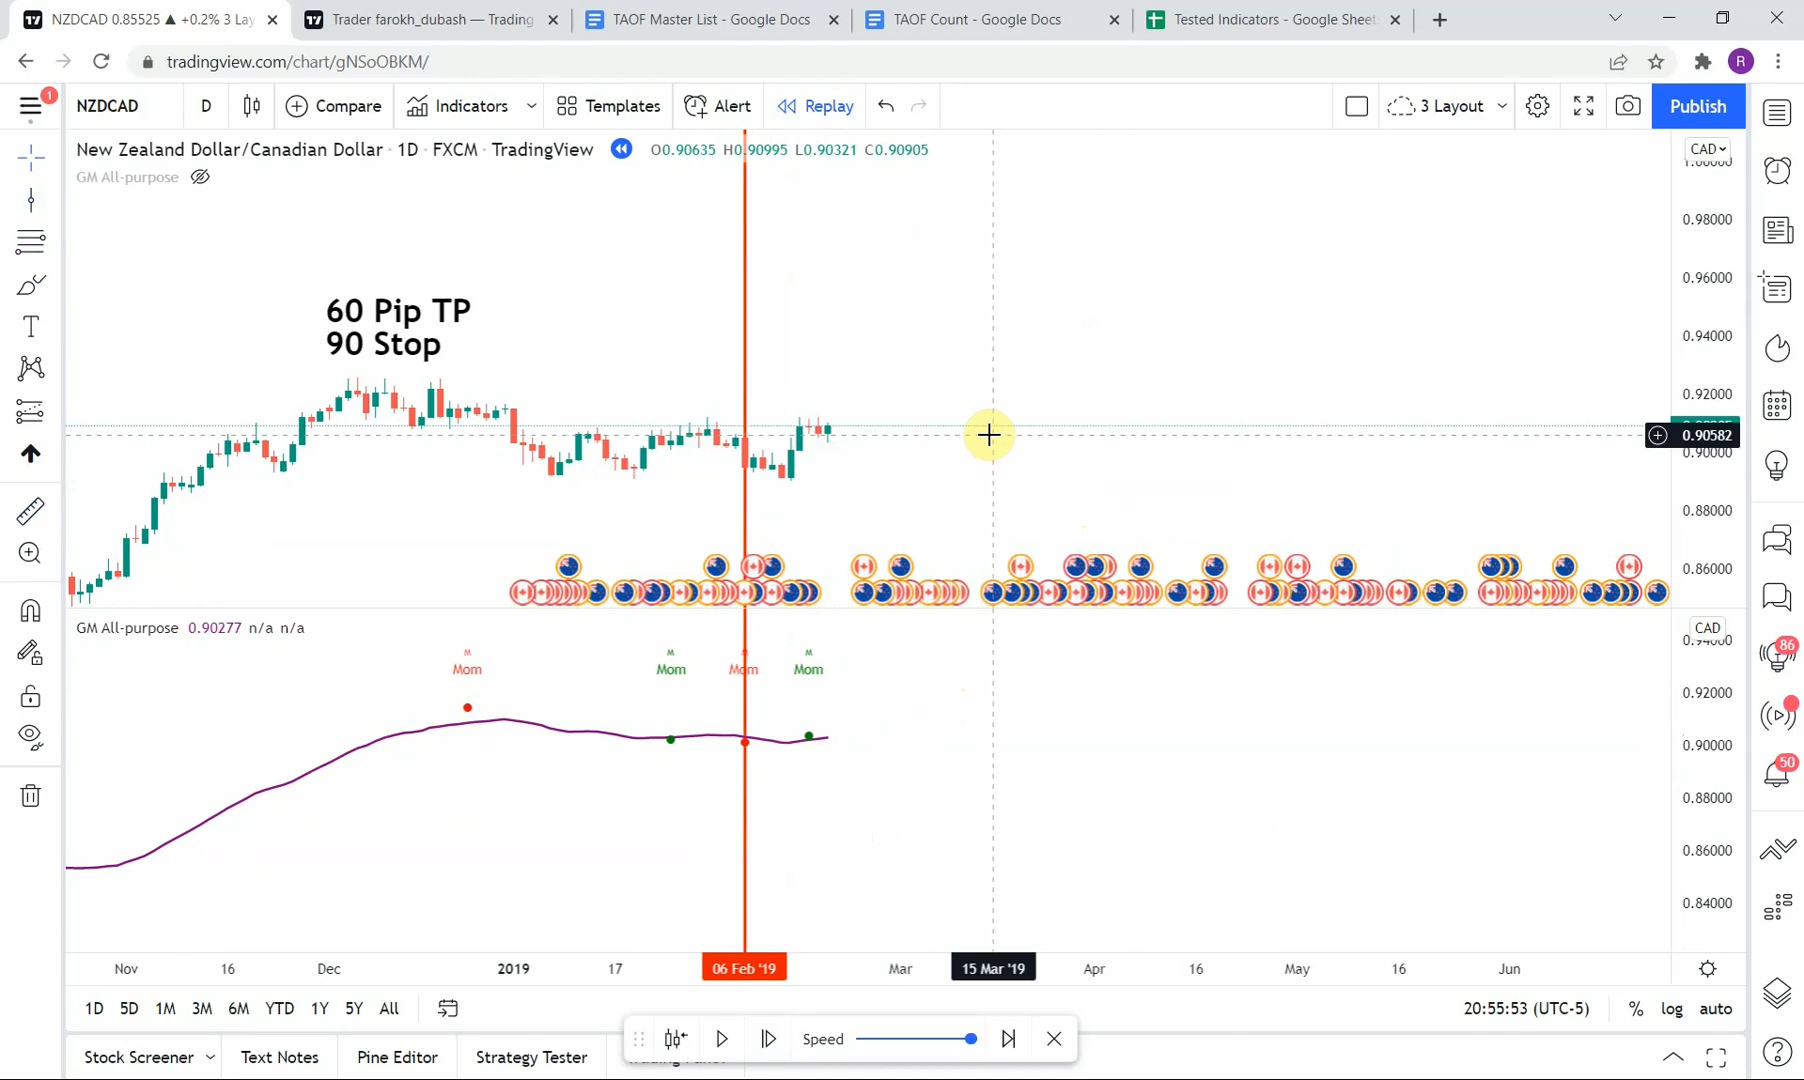 NZDCAD 0.85525 ▲ +0.2% 3 Lay
Trader farokh_dubash — Trading
TAOF Master List - Google Docs
TAOF Count - Google Docs
Tested Indicators - Google Sheets
tradingview.com/chart/gNSoOBKM/
R
1
NZDCAD
D
Compare
Indicators
Templates
Alert
Replay
3 Layout
Publish
New Zealand Dollar/Canadian Dollar · 1D · FXCM · TradingView
O0.90635 H0.90995 L0.90321 C0.90905
CAD
GM All-purpose
0.98000
0.96000
60 Pip TP
90 Stop
0.94000
0.92000
0.90582
0.90000
0.88000
0.86000
GM All-purpose 0.90277 n/a n/a
CAD
0.94000
M M M
Mom Mom Mom Mom
0.92000
0.90000
0.88000
0.86000
0.84000
86
50
Nov 16 Dec 2019 17 06 Feb '19 Mar 15 Mar '19 Apr 16 May 16 Jun
1D 5D 1M 3M 6M YTD 1Y 5Y All
20:55:53 (UTC-5) % log auto
Speed
Stock Screener
Text Notes
Pine Editor
Strategy Tester